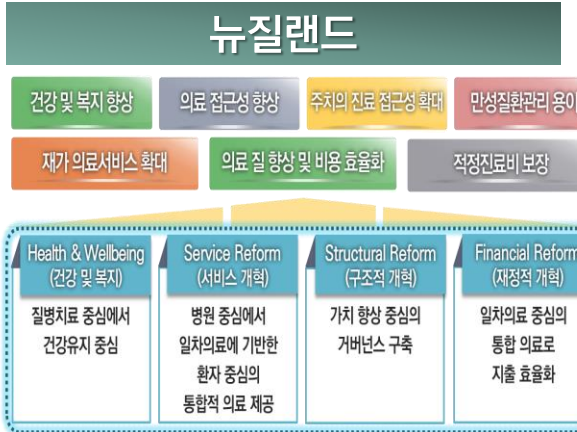 뉴질랜드
건강 및 복지 향상
의료 접근성 향상
주치의 진료 접근성 확대
만성질환관리 용이
재가 의료서비스 확대
의료 질 향상 및 비용 효율화
적정진료비 보장
Health & Wellbeing
(건강 및 복지)
질병치료 중심에서
건강유지 중심
Service Reform
(서비스 개혁)
병원 중심에서
일차의료에 기반한
환자 중심의
통합적 의료 제공
Structural Reform
(구조적 개혁)
가치 향상 중심의
거버넌스 구축
Financial Reform
(재정적 개혁)
일차의료 중심의
통합 의료로
지출 효율화